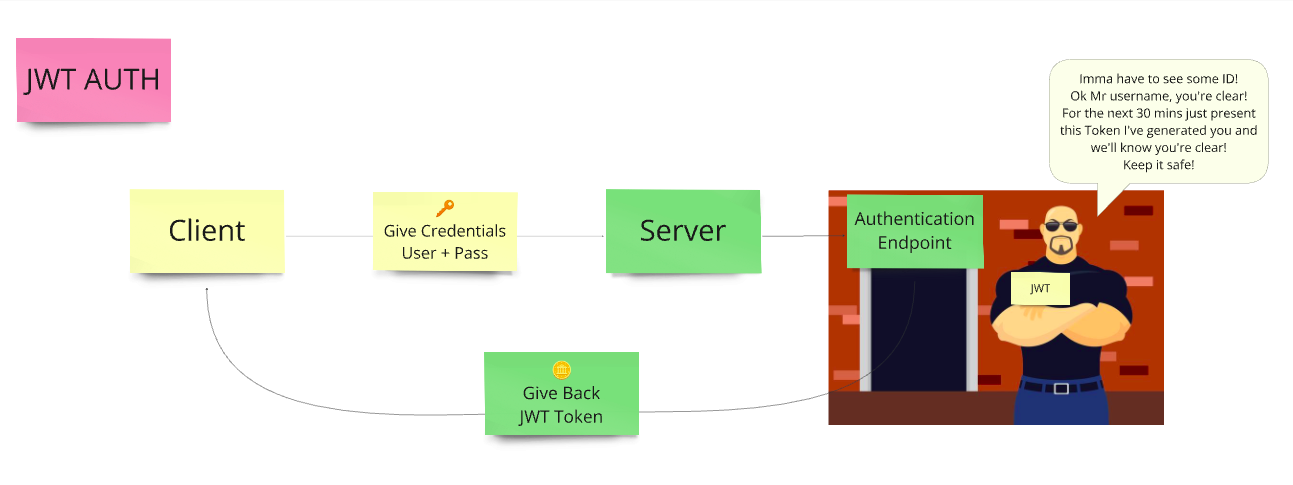 JWT AUTH
Imma have to see some ID!
Ok Mr username, you're clear!
For the next 30 mins just present
this Token I've generated you and
we'll know you're clear!
Keep it safe!
Client
Give Credentials
User + Pass
Server
Authentication
Endpoint
JWT
Give Back
JWT Token